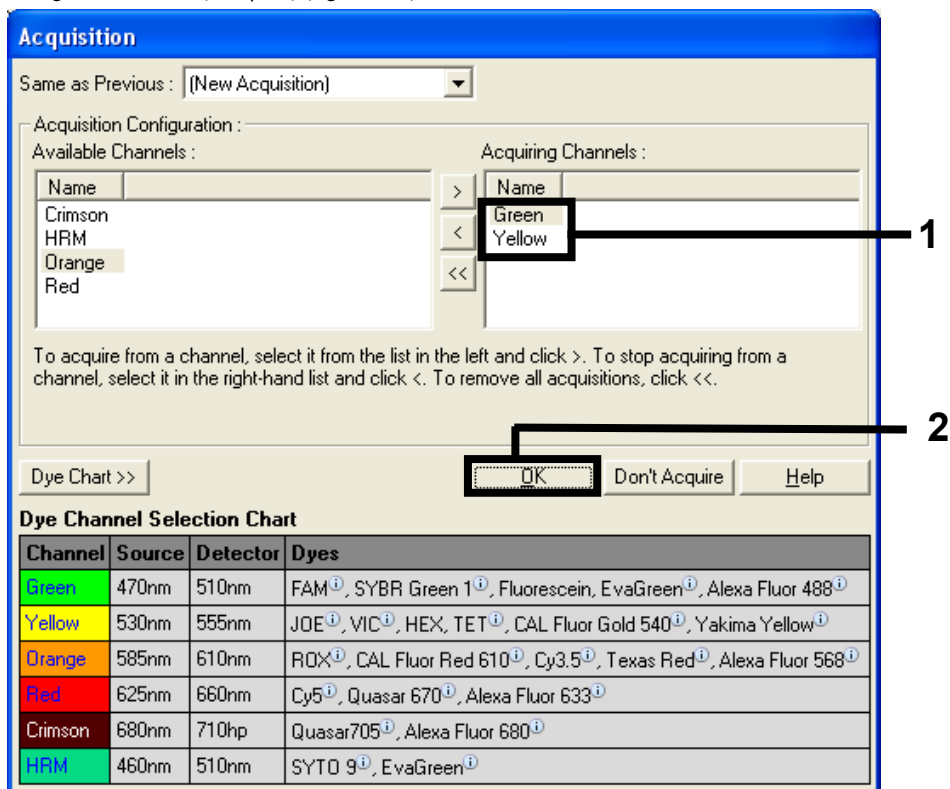 Acquisition
Same as Previous : (New Acquisition)
Acquisition Configuration :
Available Channels :
Acquiring Channels :
Name
Crimson
HRM
Orange
Red
>
<
<<
Name
Green
Yellow
1
To acquire from a channel, select it from the list in the left and click >. To stop acquiring from a
channel, select it in the right-hand list and click <. To remove all acquisitions, click <<.
2
Dye Chart >> OK Don't Acquire Help
Dye Channel Selection Chart
Channel Source Detector Dyes
Green 470nm 510nm FAM, SYBR Green 1, Fluorescein, EvaGreen, Alexa Fluor 488
Yellow 530nm 555nm JOE, VIC, HEX, TET, CAL Fluor Gold 540, Yakima Yellow
Orange 585nm 610nm ROX, CAL Fluor Red 610, Cy3.5, Texas Red, Alexa Fluor 568
Red 625nm 660nm Cy5, Quasar 670, Alexa Fluor 633
Crimson 680nm 710hp Quasar705, Alexa Fluor 680
HRM 460nm 510nm SYTO 9, EvaGreen